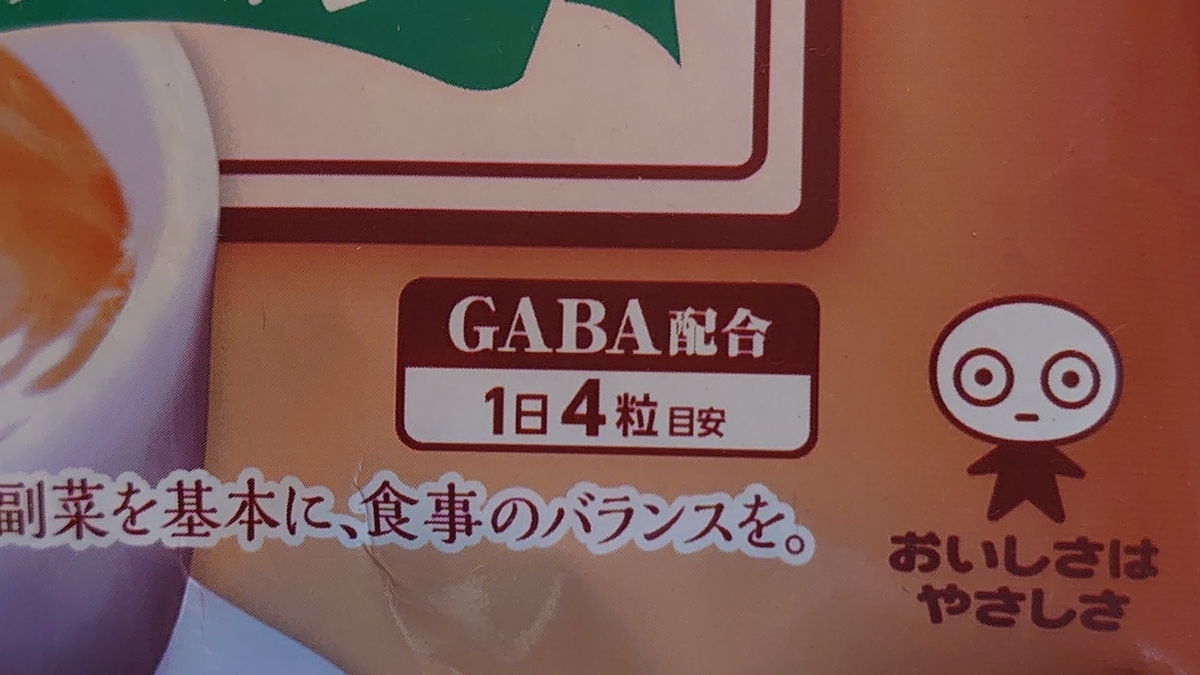 GABA配合
1日4粒目安
副菜を基本に、食事のバランスを。
おいしさは
やさしさ